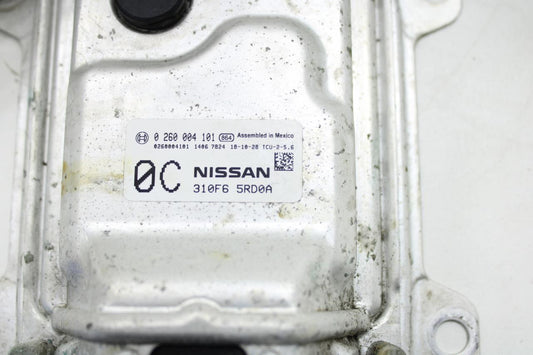 0 260 004 101 864 Assembled in Mexico
0260004101 1406 7824 18-10-28 TCU-2-5.6
0C NISSAN
310F6 5RD0A